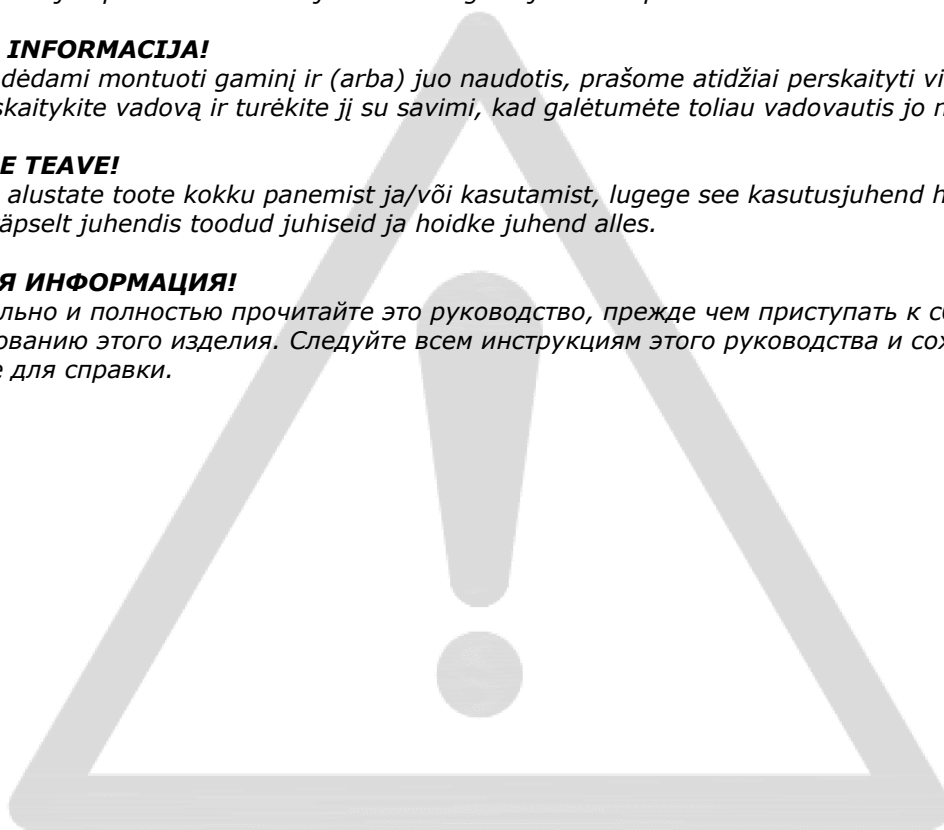 INFORMACIJA!
dėdami montuoti gaminį ir (arba) juo naudotis, prašome atidžiai perskaityti vi
skaitykite vadovą ir turėkite jį su savimi, kad galėtumėte toliau vadovautis jo n
E TEAVE!
alustate toote kokku panemist ja/või kasutamist, lugege see kasutusjuhend h
äpselt juhendis toodud juhiseid ja hoidke juhend alles.
Я ИНФОРМАЦИЯ!
льно и полностью прочитайте это руководство, прежде чем приступать к с
ованию этого изделия. Следуйте всем инструкциям этого руководства и сох
е для справки.